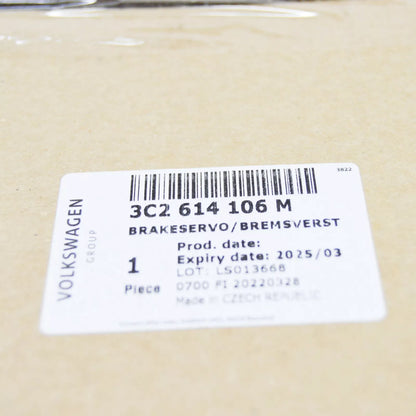 3822
3C2 614 106 M
BRAKESERVO/BREMSVERST
VOLKSWAGEN
GROUP
Prod. date:
Expiry date: 2025/03
1
LOT: LS013668
Piece
0700 PI 20220328
Made in CZECH REPUBLIC